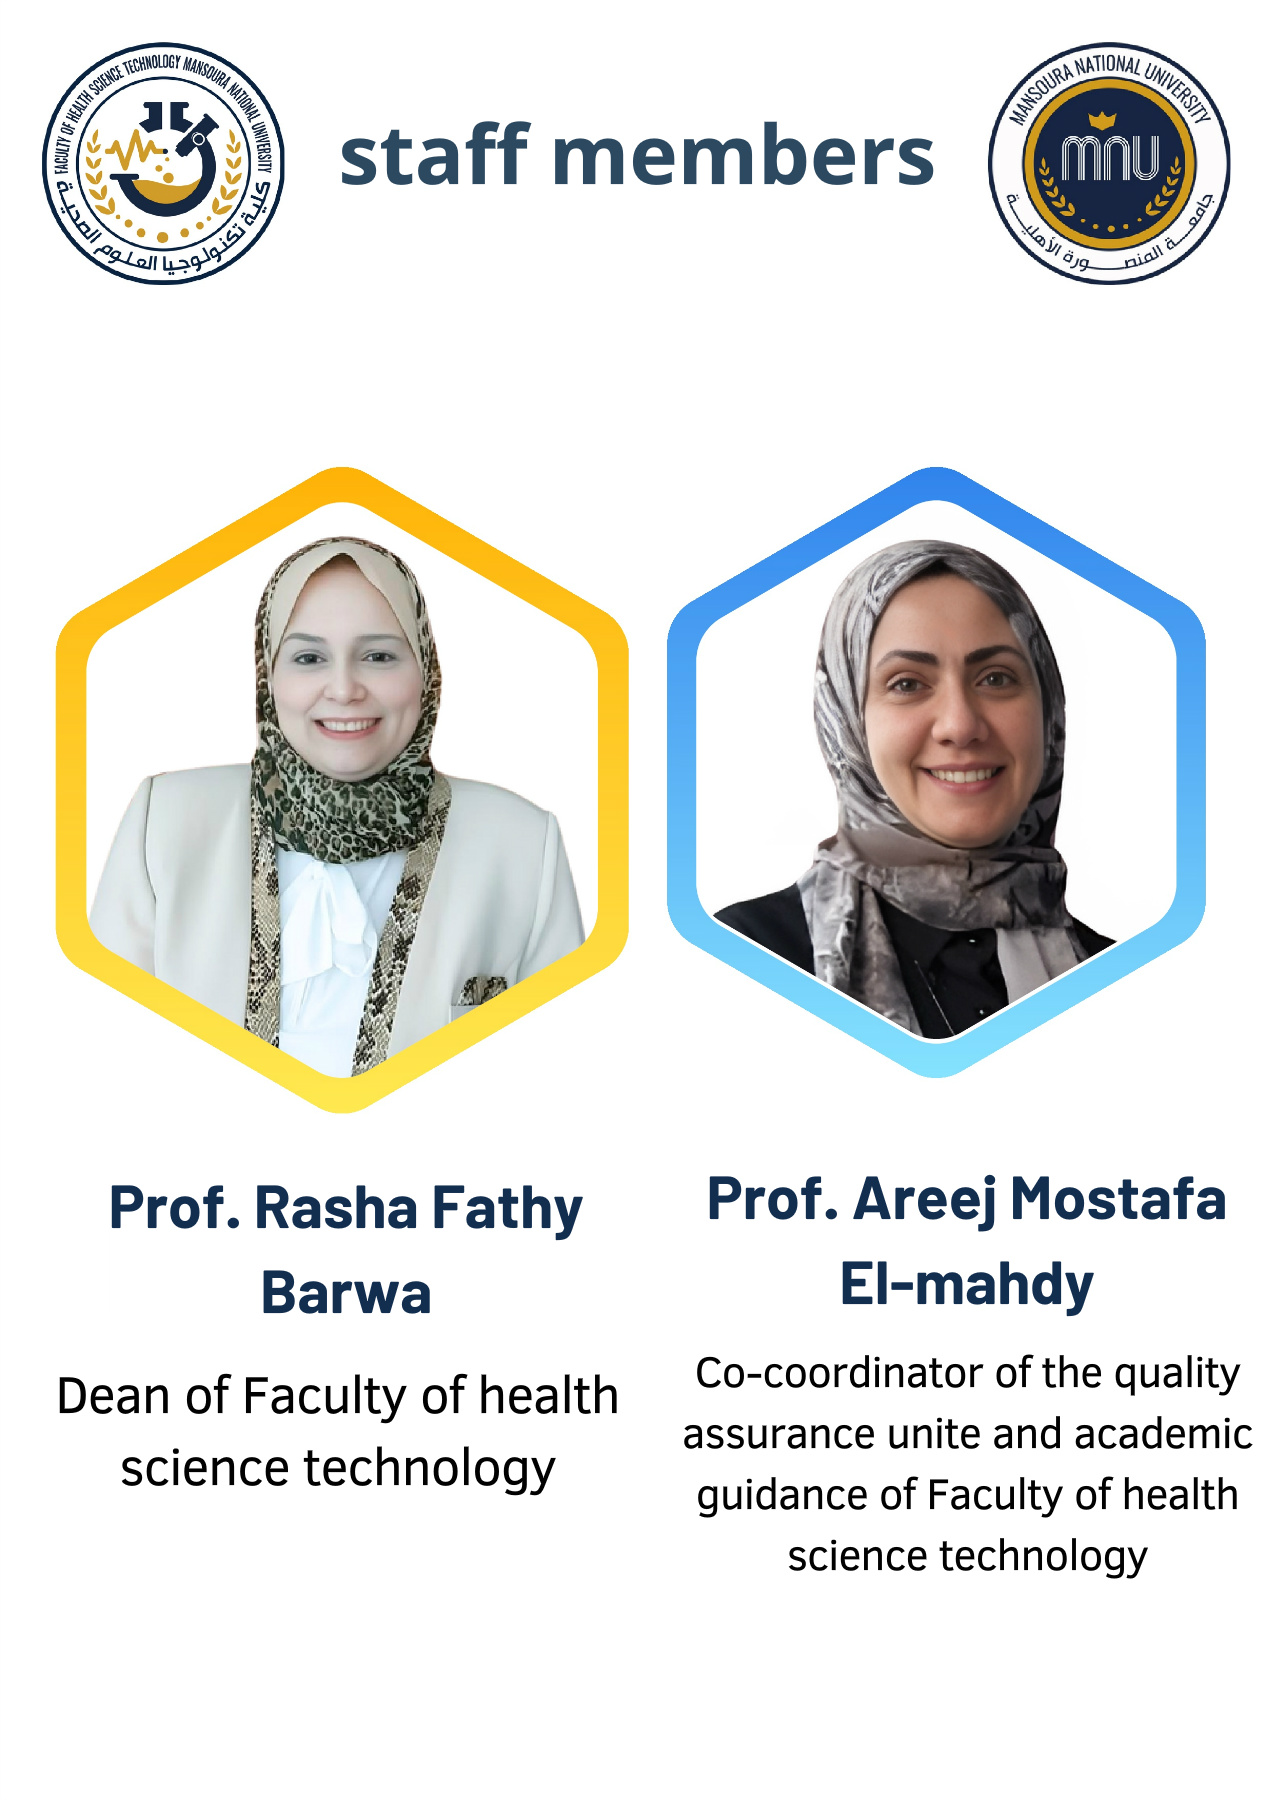 FACULTY OF HEALTH SCIENCE TECHNOLOGY MANSOURA NATIONAL UNIVERSITY
كلية تكنولوجيا العلوم الصحية
staff members
MANSOURA NATIONAL UNIVERSITY
mnu
جامعة المنصورة الأهلية
Prof. Rasha Fathy
Barwa
Dean of Faculty of health
science technology
Prof. Areej Mostafa
El-mahdy
Co-coordinator of the quality
assurance unite and academic
guidance of Faculty of health
science technology